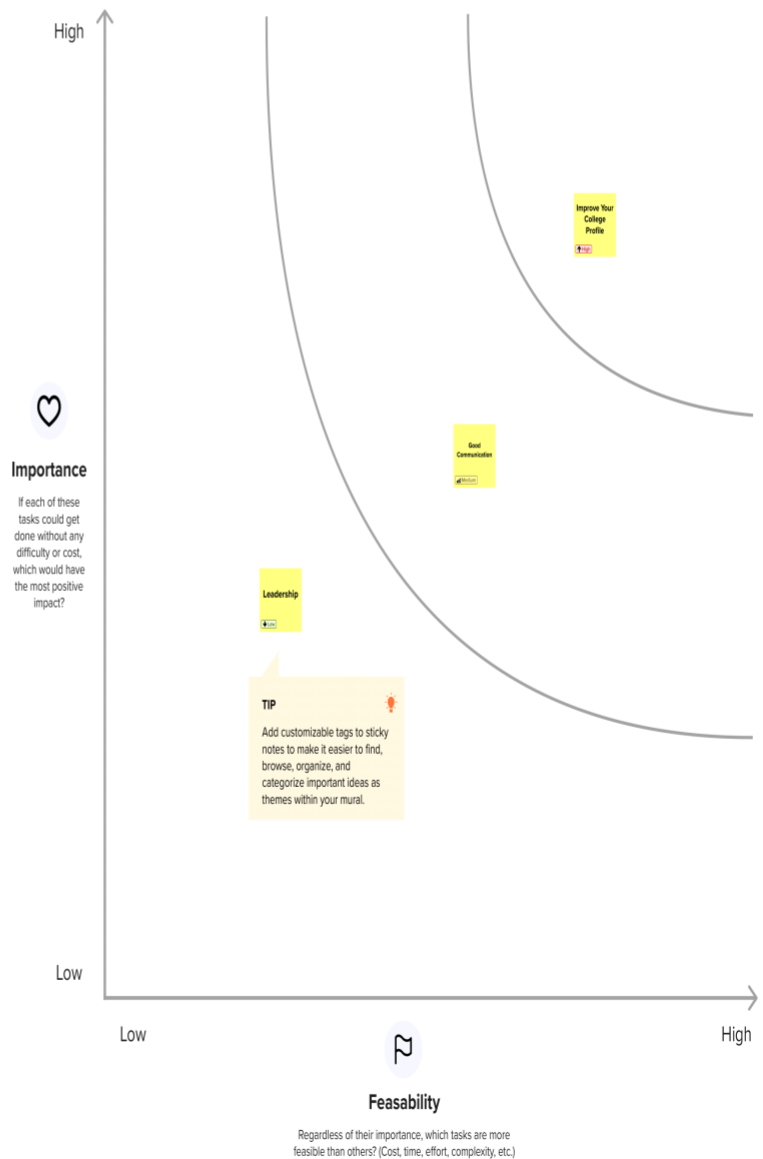 High
Improve Your
College
Profile
High
Good
Communication
Medium
Importance
If each of these
tasks could get
done without any
difficulty or cost,
which would have
the most positive
impact?
Leadership
Low
TIP
Add customizable tags to sticky
notes to make it easier to find,
browse, organize, and
categorize important ideas as
themes within your mural.
Low
Low
High
Feasability
Regardless of their importance, which tasks are more
feasible than others? (Cost, time, effort, complexity, etc.)